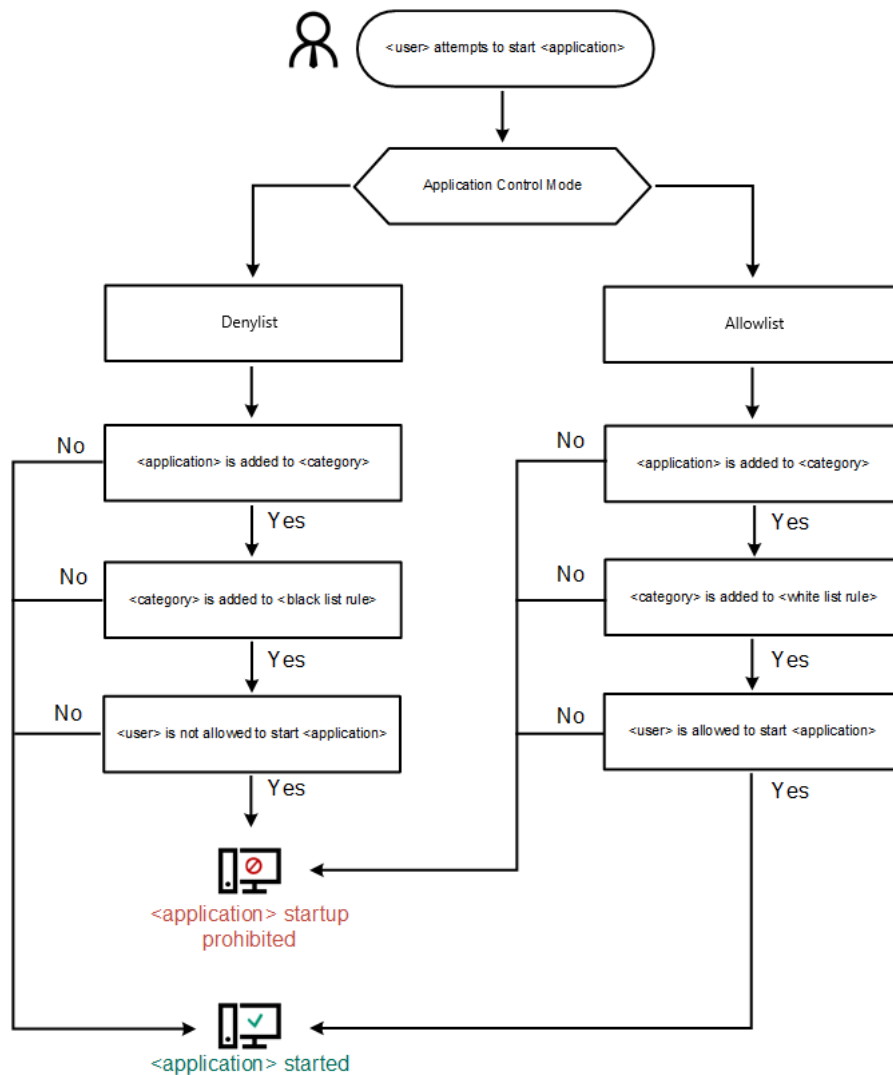 <user> attempts to start <application>
Application Control Mode
Denylist
Allowlist
No
<application> is added to <category>
No
<application> is added to <category>
Yes
Yes
No
<category> is added to <black list rule>
No
<category> is added to <white list rule>
Yes
Yes
No
<user> is not allowed to start <application>
No
<user> is allowed to start <application>
Yes
Yes
<application> startup
prohibited
<application> started